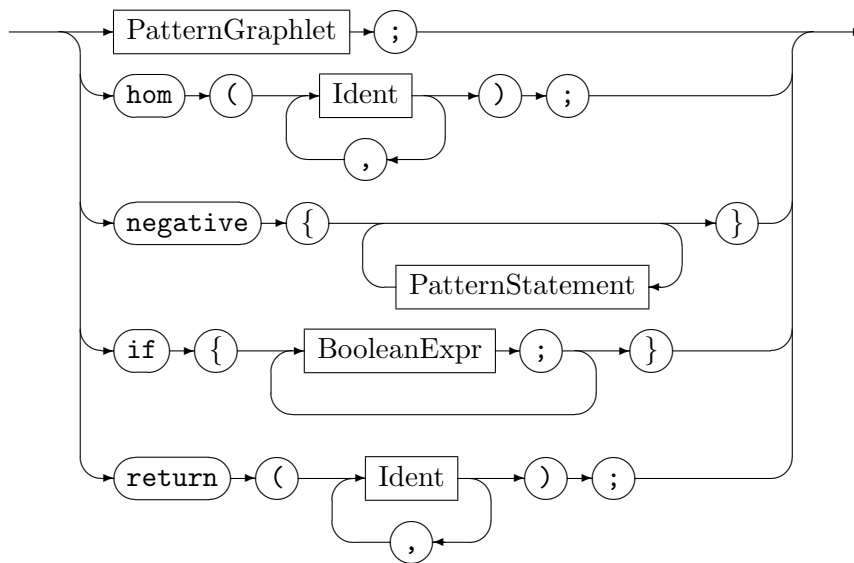 PatternGraphlet ;
hom ( Ident ) ;
,
negative { }
PatternStatement
if { BooleanExpr ; }
return ( Ident ) ;
,